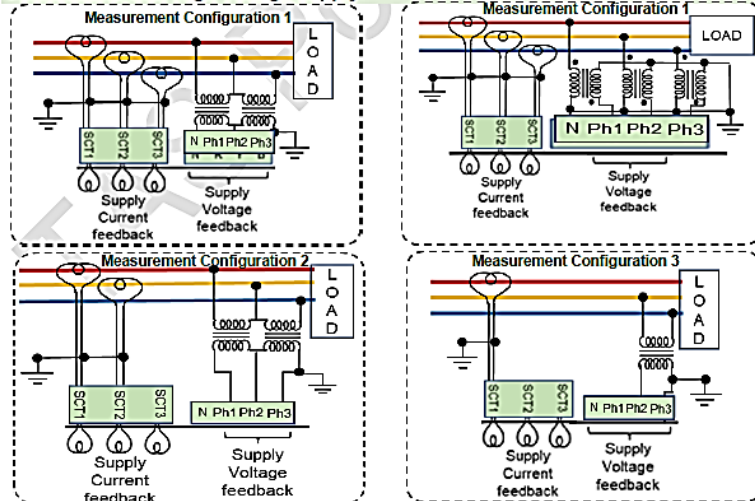 Measurement Configuration 1
L
O
A
D
SCT1
SCT2
SCT3
N Ph1 Ph2 Ph3
Supply
Current
feedback
Supply
Voltage
feedback
Measurement Configuration 1
LOAD
SCT1
SCT2
SCT3
N Ph1 Ph2 Ph3
Supply
Current
feedback
Supply
Voltage
feedback
Measurement Configuration 2
L
O
A
D
SCT1
SCT2
SCT3
N Ph1 Ph2 Ph3
Supply
Current
feedback
Supply
Voltage
feedback
Measurement Configuration 3
L
O
A
D
SCT1
SCT2
SCT3
N Ph1 Ph2 Ph3
Supply
Current
feedback
Supply
Voltage
feedback